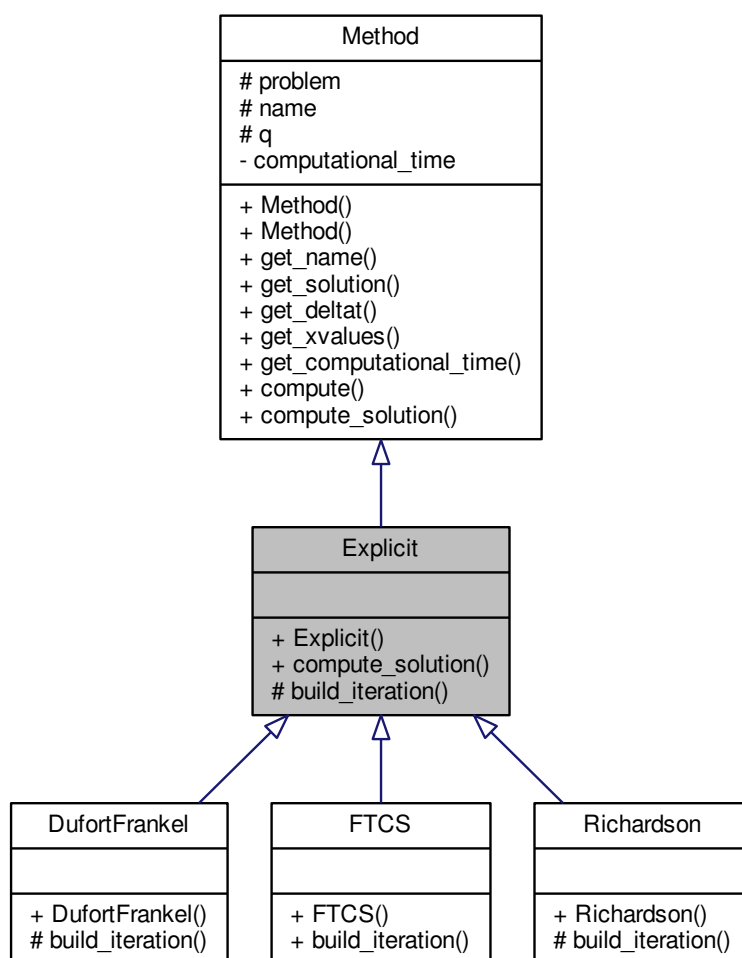 Method
# problem
# name
# q
- computational_time
+ Method()
+ Method()
+ get_name()
+ get_solution()
+ get_deltat()
+ get_xvalues()
+ get_computational_time()
+ compute()
+ compute_solution()
Explicit
+ Explicit()
+ compute_solution()
# build_iteration()
DufortFrankel
+ DufortFrankel()
# build_iteration()
FTCS
+ FTCS()
+ build_iteration()
Richardson
+ Richardson()
# build_iteration()